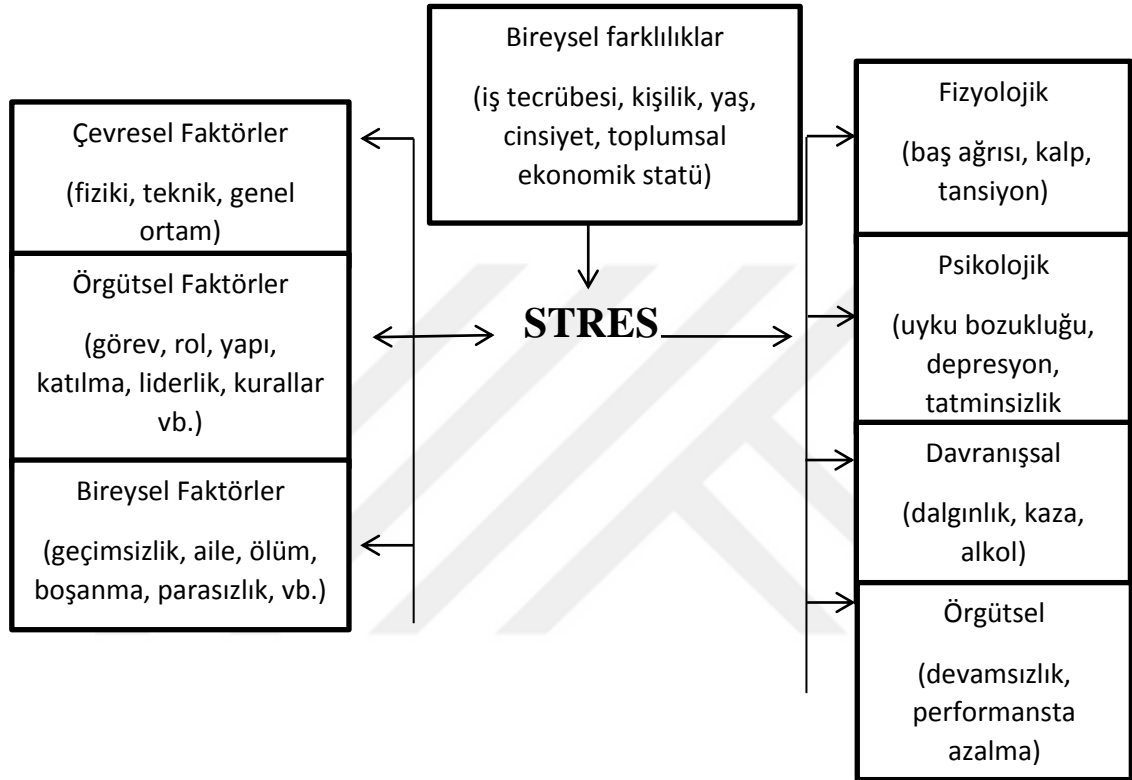 Bireysel farklılıklar
(iş tecrübesi, kişilik, yaş,
cinsiyet, toplumsal
ekonomik statü)
Çevresel Faktörler
(fiziki, teknik, genel
ortam)
Örgütsel Faktörler
(görev, rol, yapı,
katılma, liderlik, kurallar
vb.)
Bireysel Faktörler
(geçimsizlik, aile, ölüm,
boşanma, parasızlık, vb.)
STRES
Fizyolojik
(baş ağrısı, kalp,
tansiyon)
Psikolojik
(uyku bozukluğu,
depresyon,
tatminsizlik
Davranışsal
(dalgınlık, kaza,
alkol)
Örgütsel
(devamsızlık,
performansta
azalma)